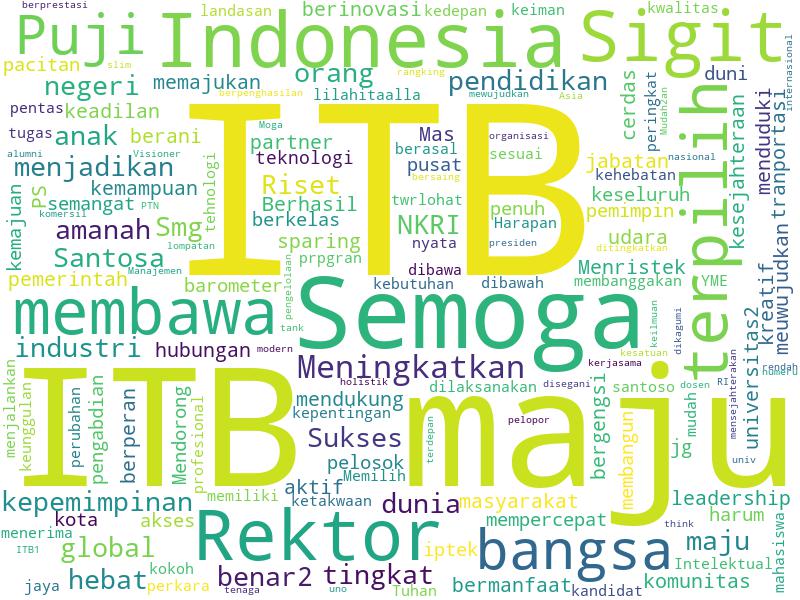 berprestasi
Puji
Indonesia
Sigit
landasan
berinovasi
kedepan
keiman
kwalitas
pacitan
slim
orang
rangking
negeri
memajukan
pendidikan
duni
internasional
berpenghasilan
lilahitaalla
mewujudkan
Asia
cerdas
peringkat
Mudah2an
pentas
keadilan
ITB
Moga
tugas
anak
berani
partner
Mas
organisasi
terpilih
alumni
Visioner
teknologi
berasal
sesuai
jabatan
nasional
kesejahteraan
menduduki
tranportasi
menjadikan
tehnologi
pusat
kehebatan
kemajuan
PS
kemampuan
Riset
bersaing
keseluruh
semangat
PTN
Berhasil
twrlohat
penuh
pemimpin
komersil
amanah
Smg
berkelas
NKRI
Harapan
udara
lompatan
sparing
nyata
presiden
ditingkatkan
Santosa
prpgran
Menristek
kreatif
meuwujudkan
Manajemen
dibawa
pemerintah
barometer
pengelolaan
kebutuhan
dibawah
membanggakan
YME
membawa
Semoga
keilmuan
dikagumi
universitas2
tank
industri
hubungan
modern
Meningkatkan
kesatuan
kerjasama
rendah
numero
ITB
maju
menjalankan
keunggulan
perubahan
pengabdian
berperan
Mendorong
profesional
holistik
mendukung
dilaksanakan
disegani
bergengsi
santoso
dosen
RI
mensejahterakan
kepentingan
mudah
Sukses
terdepan
pelopor
membangun
jg
univ
pelosok
Memilih
aktif
memiliki
ketakwaan
kepemimpinan
dunia
masyarakat
leadership
kota
akses
Rektor
mempercepat
harum
mahasiswa
menerima
think
ITB1
global
iptek
bangsa
maju
kokoh
Intelektual
jaya
hebat
perkara
benar2
tingkat
Tuhan
bermanfaat
kandidat
komunitas
tenaga
uno